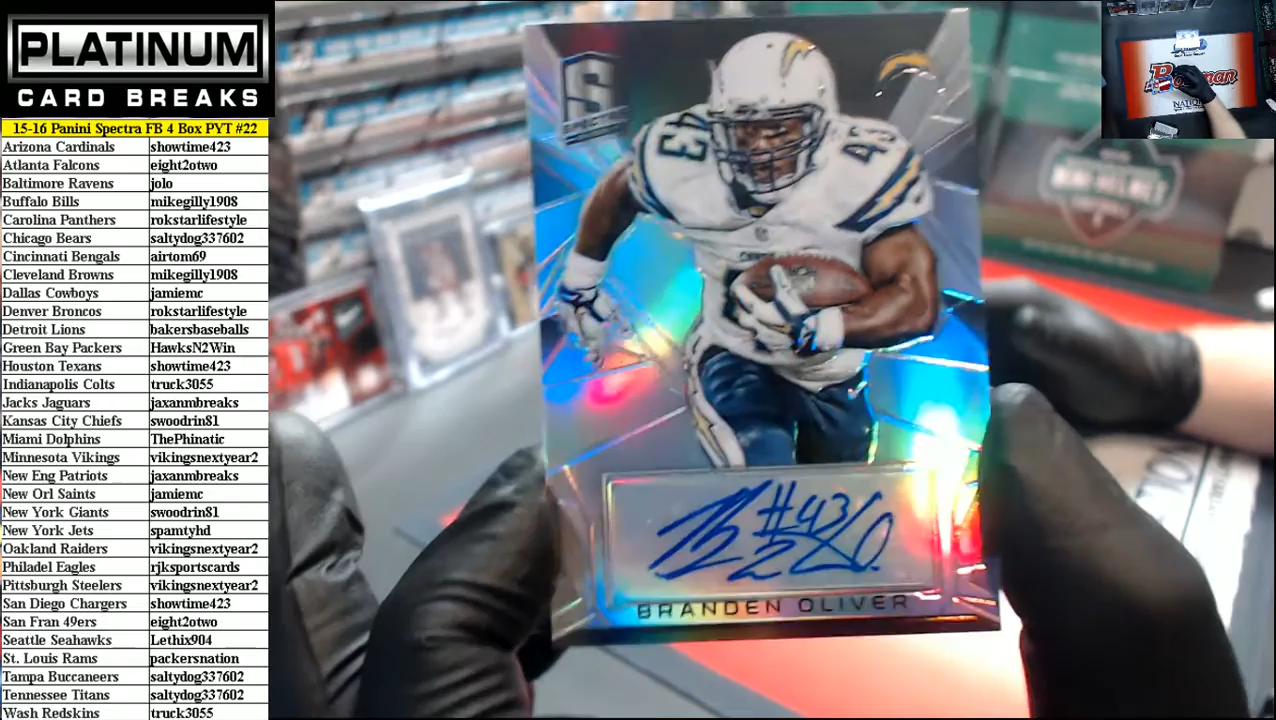 PLATINUM
CARD BREAKS
15-16 Panini Spectra FB 4 Box PYT #22
Arizona Cardinals showtime423
Atlanta Falcons eight2otwo
Baltimore Ravens jolo
Buffalo Bills mikegilly1908
Carolina Panthers rokstarlifestyle
Chicago Bears saltydog337602
Cincinnati Bengals airtom69
Cleveland Browns mikegilly1908
Dallas Cowboys jamiemc
Denver Broncos rokstarlifestyle
Detroit Lions bakersbaseballs
Green Bay Packers HawksN2Win
Houston Texans showtime423
Indianapolis Colts truck3055
Jacks Jaguars jaxanmbreaks
Kansas City Chiefs swoodrin81
Miami Dolphins ThePhinatic
Minnesota Vikings vikingsnextyear2
New Eng Patriots jaxanmbreaks
New Orl Saints jamiemc
New York Giants swoodrin81
New York Jets spamtyhd
Oakland Raiders vikingsnextyear2
Philadel Eagles rjksportscards
Pittsburgh Steelers vikingsnextyear2
San Diego Chargers showtime423
San Fran 49ers eight2otwo
Seattle Seahawks Lethix904
St. Louis Rams packersnation
Tampa Buccaneers saltydog337602
Tennessee Titans saltydog337602
Wash Redskins truck3055
S
43
43
#43
BRANDEN OLIVER
Bowman